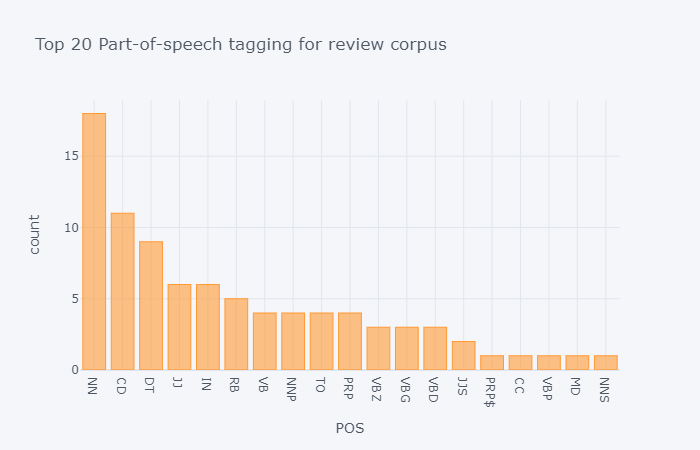 Top 20 Part-of-speech tagging for review corpus
count
15
10
5
0
NN
CD
DT
JJ
IN
RB
VB
NNP
TO
PRP
VBZ
VBG
VBD
JJS
PRP$
CC
VBP
MD
NNS
POS